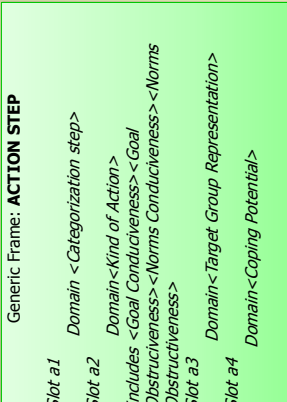 Generic Frame: ACTION STEP
Slot a1
Domain <Categorization step>
Slot a2
Domain<Kind of Action>
Includes <Goal Conduciveness><Goal
Obstructiveness><Norms Conduciveness><Norms
Obstructiveness>
Slot a3
Domain<Target Group Representation>
Slot a4
Domain<Coping Potential>